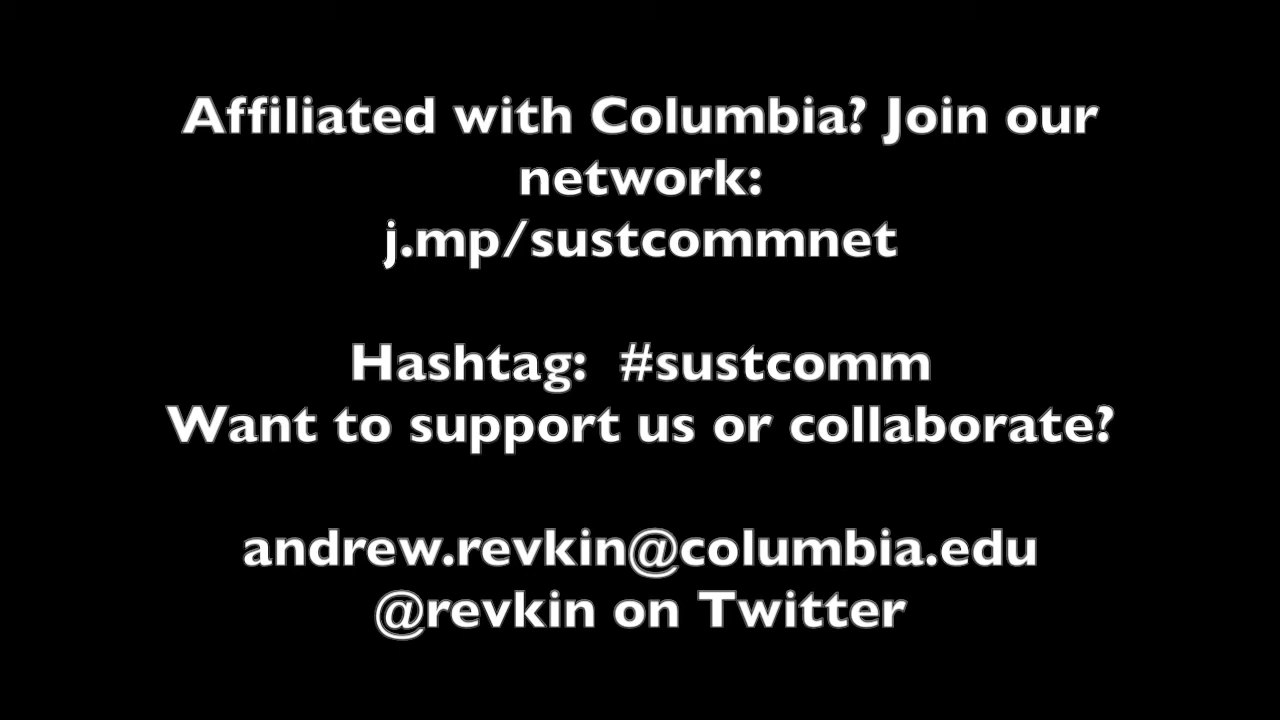 Affiliated with Columbia? Join our
network:
j.mp/sustcommnet
Hashtag:  #sustcomm
Want to support us or collaborate?
andrew.revkin@columbia.edu
@revkin on Twitter